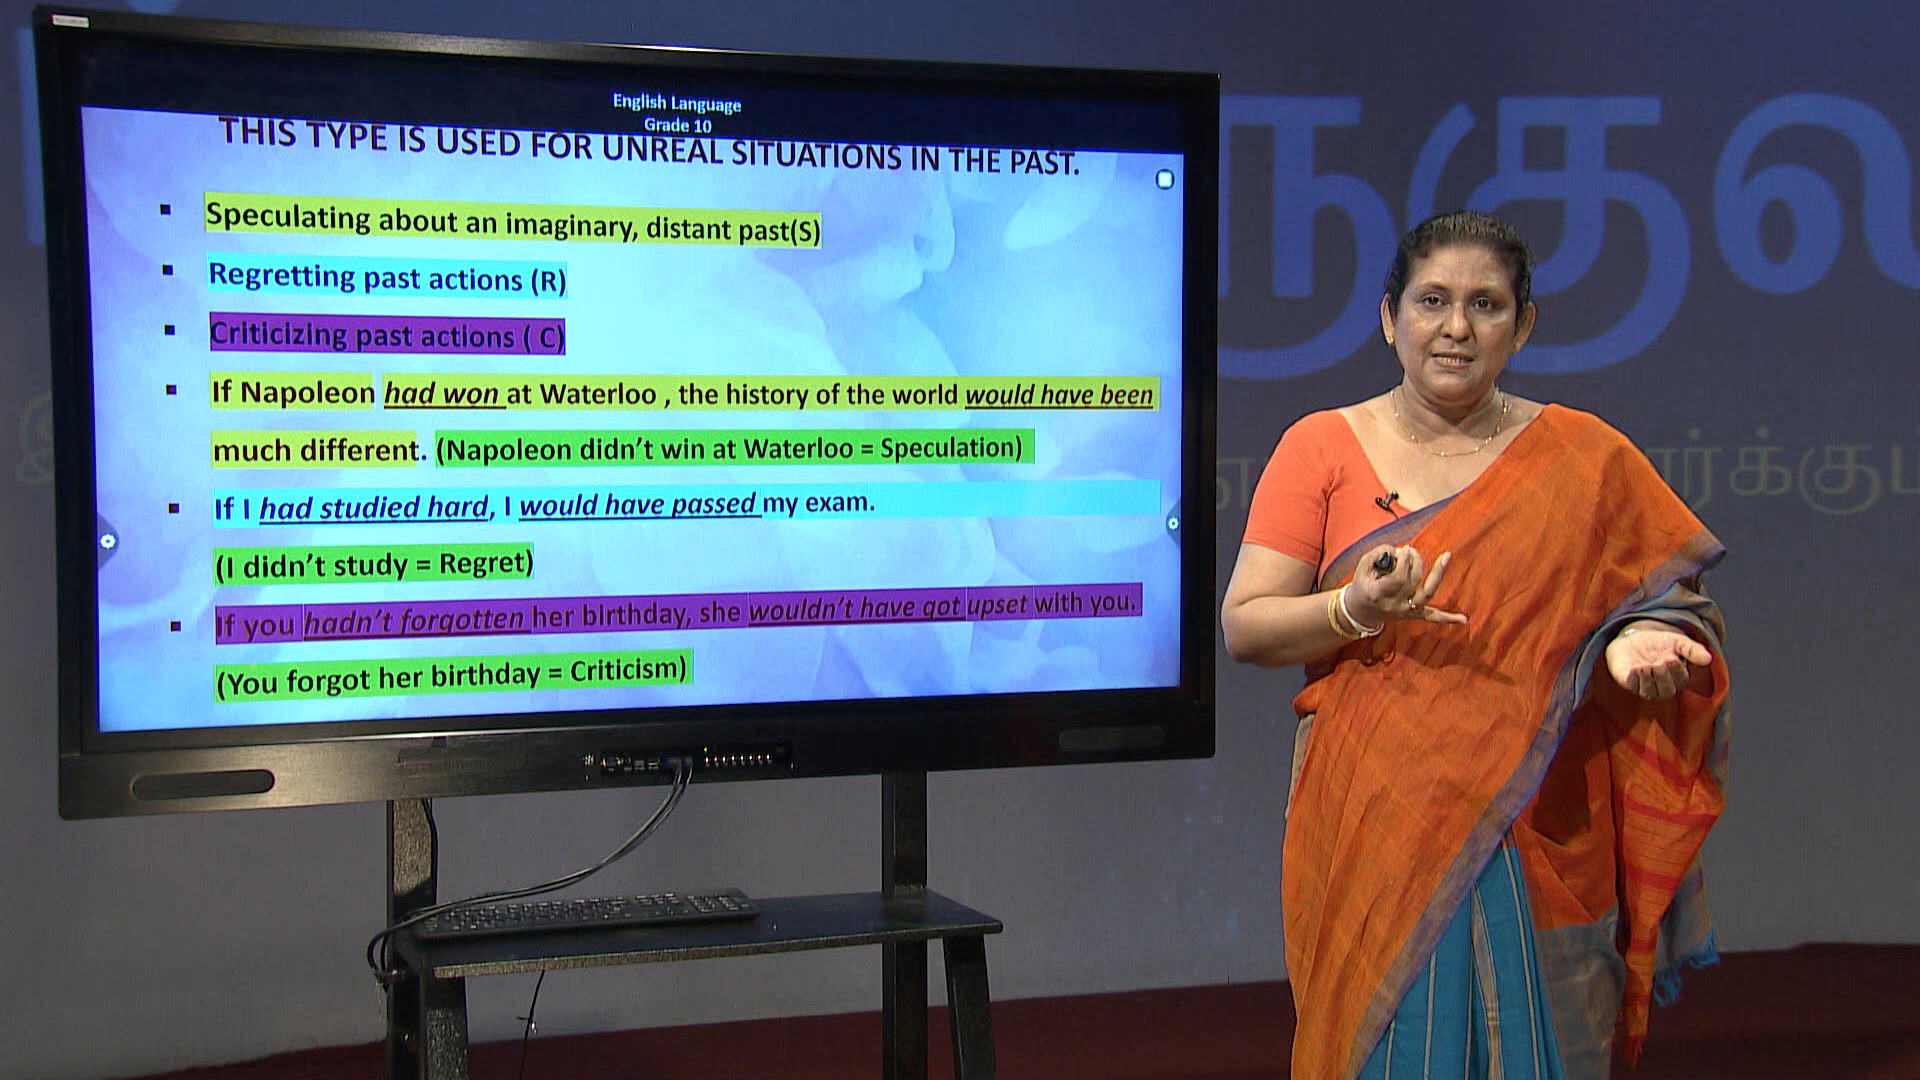 English Language
Grade 10
THIS TYPE IS USED FOR UNREAL SITUATIONS IN THE PAST.
▪ Speculating about an imaginary, distant past(S)
▪ Regretting past actions (R)
▪ Criticizing past actions ( C)
▪ If Napoleon had won at Waterloo , the history of the world would have been
much different. (Napoleon didn’t win at Waterloo = Speculation)
▪ If I had studied hard, I would have passed my exam.
(I didn’t study = Regret)
▪ If you hadn’t forgotten her birthday, she wouldn’t have got upset with you.
(You forgot her birthday = Criticism)